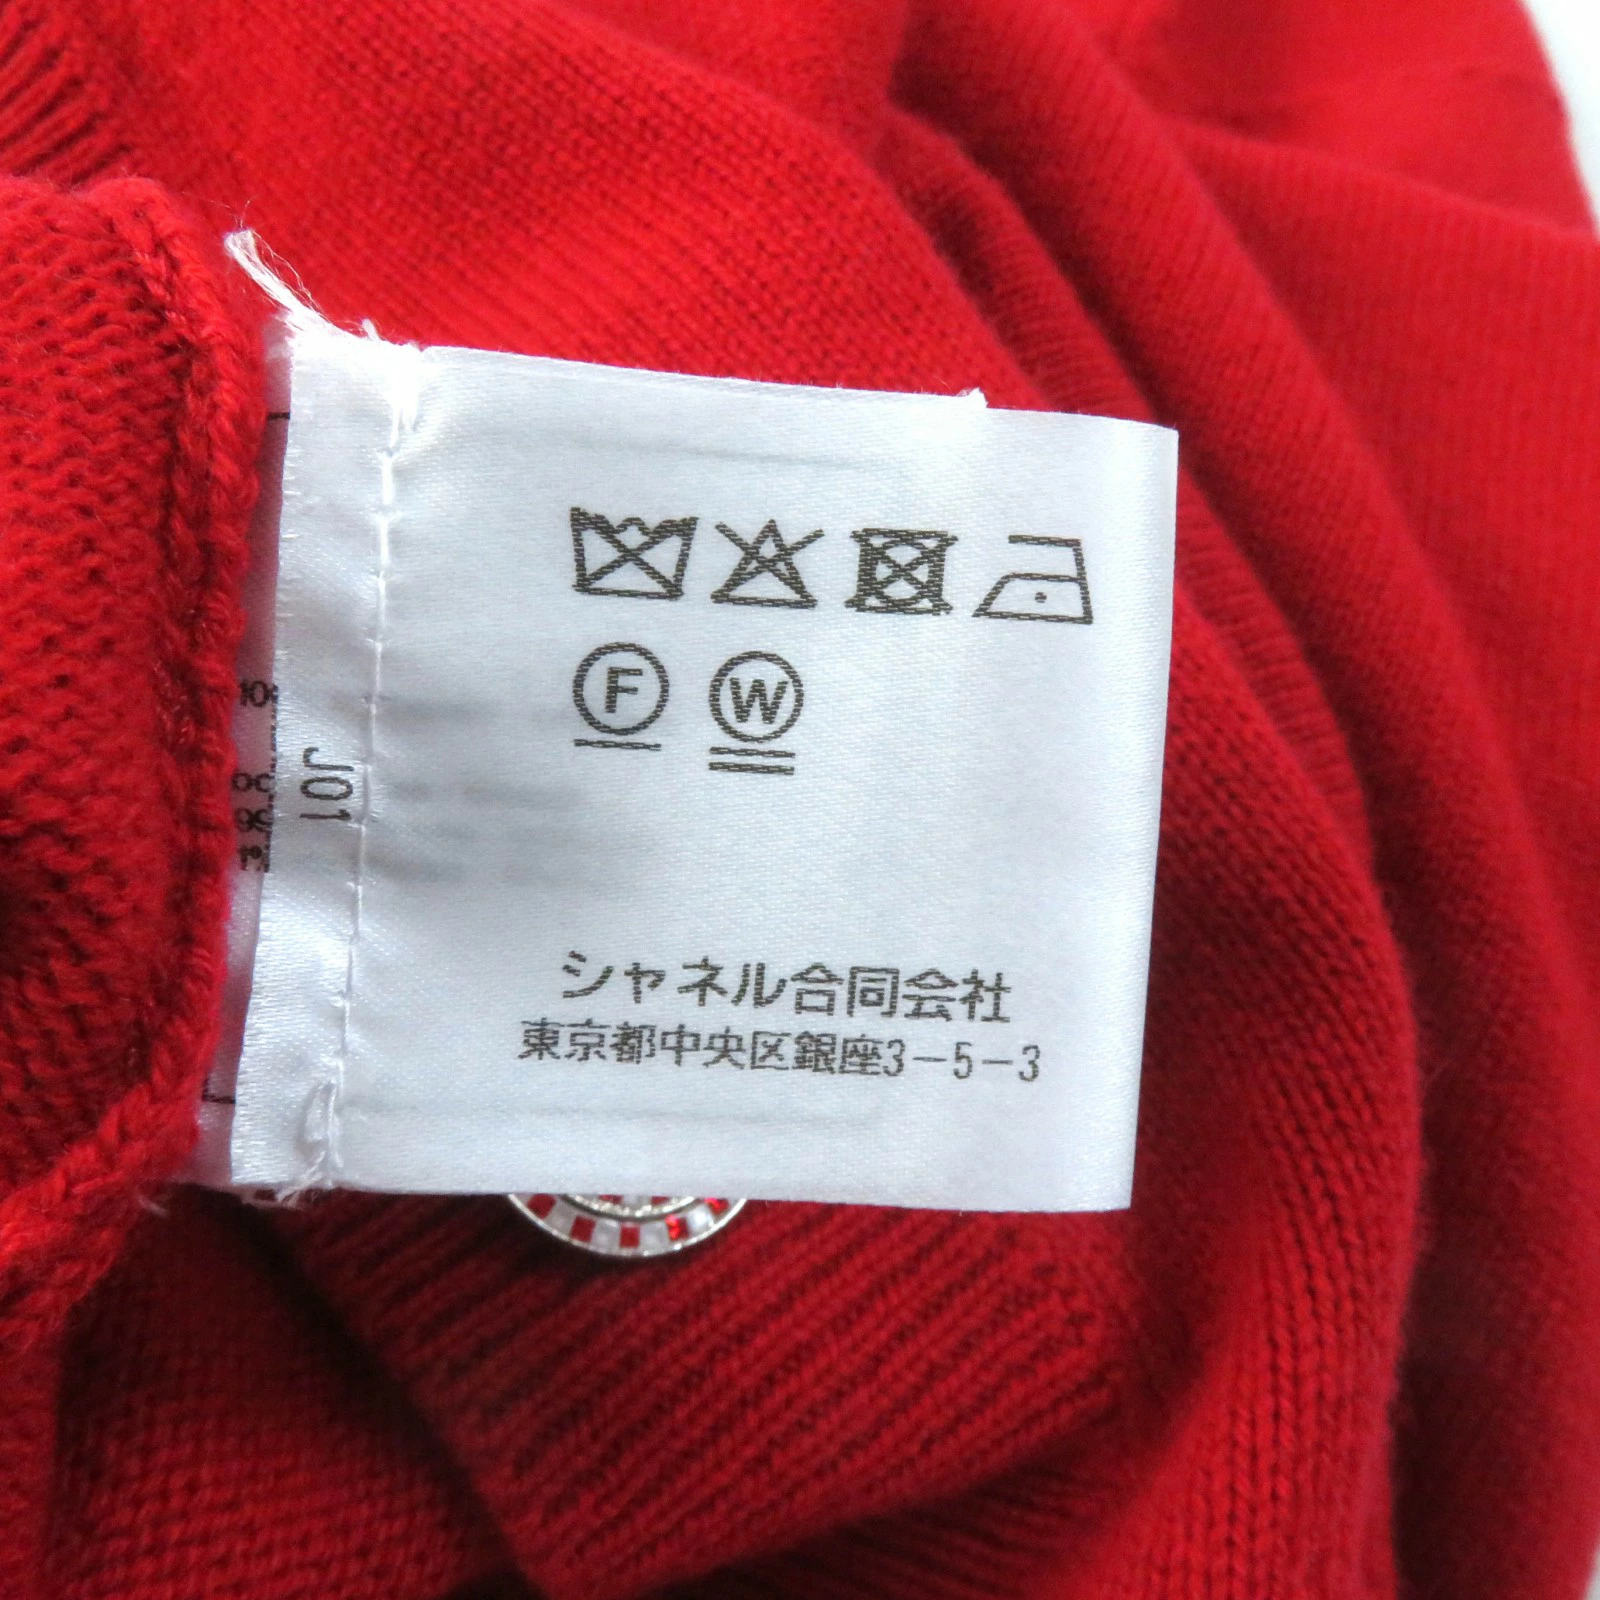 F W
J01
シャネル合同会社
東京都中央区銀座3-5-3